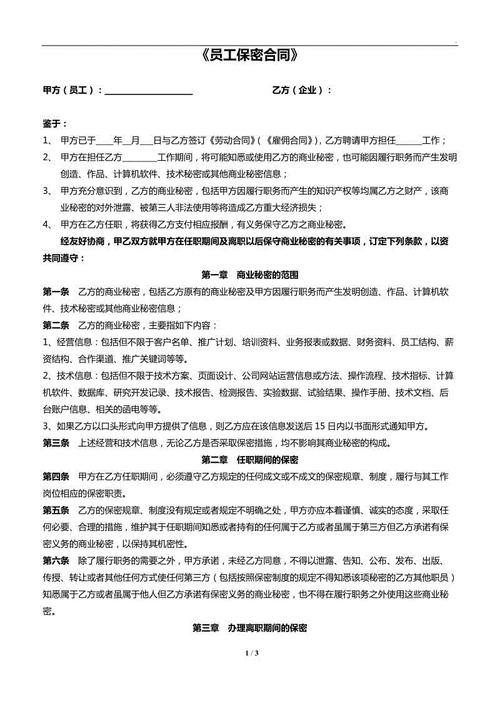 《员工保密合同》
甲方（员工）：____________________ 乙方（企业）：
鉴于：
1、 甲方已于____年__月___日与乙方签订《劳动合同》（《雇佣合同》），乙方聘请甲方担任______工作；
2、 甲方在担任乙方________工作期间，将可能知悉或使用乙方的商业秘密，也可能因履行职务而产生发明
创造、作品、计算机软件、技术秘密或其他商业秘密信息；
3、 甲方充分意识到，乙方的商业秘密，包括甲方因履行职务而产生的知识产权等均属乙方之财产，该商
业秘密的对外泄露、被第三人非法使用等将造成乙方重大经济损失；
4、 甲方在乙方任职，将获得乙方支付相应报酬，有义务保守乙方之商业秘密。
经友好协商，甲乙双方就甲方在任职期间及离职以后保守商业秘密的有关事项，订定下列条款，以资
共同遵守：
第一章 商业秘密的范围
第一条 乙方的商业秘密，包括乙方原有的商业秘密及甲方因履行职务而产生发明创造、作品、计算机软
件、技术秘密或其他商业秘密信息；
第二条 乙方的商业秘密，主要指如下内容：
1、经营信息：包括但不限于客户名单、推广计划、培训资料、业务报表或数据、财务资料、员工结构、薪
资结构、合作渠道、推广关键词等等。
2、技术信息：包括但不限于技术方案、页面设计、公司网站运营信息或方法、操作流程、技术指标、计算
机软件、数据库、研究开发记录、技术报告、检测报告、实验数据、试验结果、操作手册、技术文档、后
台账户信息、相关的函电等等。
3、如果乙方以口头形式向甲方提供了信息，则乙方应在该信息发送后 15 日内以书面形式通知甲方。
第三条 上述经营和技术信息，无论乙方是否采取保密措施，均不影响其商业秘密的构成。
第二章 任职期间的保密
第四条 甲方在乙方任职期间，必须遵守乙方规定的任何成文或不成文的保密规章、制度，履行与其工作
岗位相应的保密职责。
第五条 乙方的保密规章、制度没有规定或者规定不明确之处，甲方亦应本着谨慎、诚实的态度，采取任
何必要、合理的措施，维护其于任职期间知悉或者持有的任何属于乙方或者虽属于第三方但乙方承诺有保
密义务的商业秘密，以保持其机密性。
第六条 除了履行职务的需要之外，甲方承诺，未经乙方同意，不得以泄露、告知、公布、发布、出版、
传授、转让或者其他任何方式使任何第三方（包括按照保密制度的规定不得知悉该项秘密的乙方其他职员）
知悉属于乙方或者虽属于他人但乙方承诺有保密义务的商业秘密，也不得在履行职务之外使用这些商业秘
密。
第三章 办理离职期间的保密
1 / 3